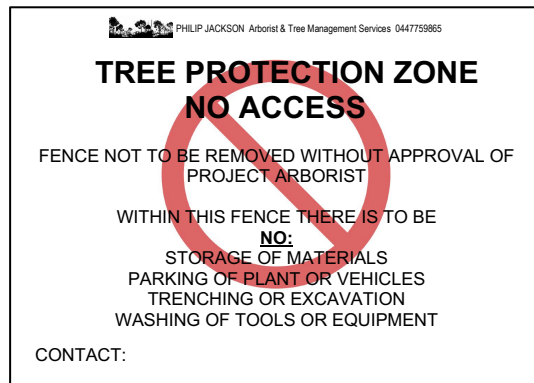 PHILIP JACKSON Arborist & Tree Management Services 0447759865
TREE PROTECTION ZONE
NO ACCESS
FENCE NOT TO BE REMOVED WITHOUT APPROVAL OF
PROJECT ARBORIST
WITHIN THIS FENCE THERE IS TO BE
NO:
STORAGE OF MATERIALS
PARKING OF PLANT OR VEHICLES
TRENCHING OR EXCAVATION
WASHING OF TOOLS OR EQUIPMENT
CONTACT: